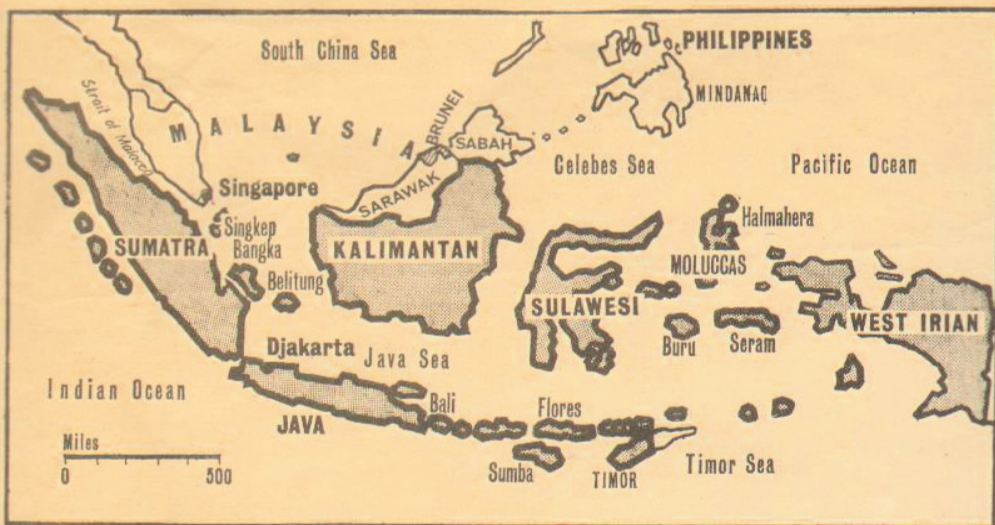 South China Sea
PHILIPPINES
MINDANAO
Strait of Malacca
MALAYSIA
BRUNEI
SABAH
Celebes Sea
Pacific Ocean
SARAWAK
Singapore
Halmahera
Singkep
SUMATRA
Bangka
KALIMANTAN
MOLUCCAS
Belitung
SULAWESI
WEST IRIAN
Buru
Seram
Djakarta
Java Sea
Indian Ocean
Bali
Flores
JAVA
Miles
0
500
Sumba
TIMOR
Timor Sea